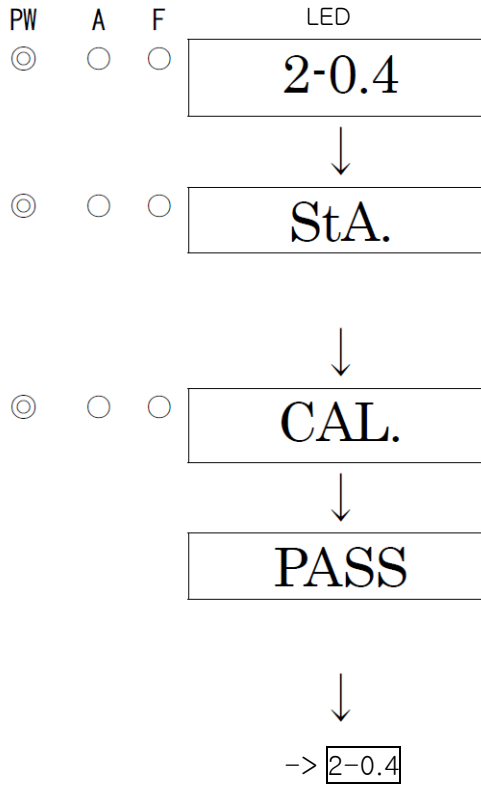 PW A F LED
◎ ○ ○ 2-0.4
↓
◎ ○ ○ StA.
↓
◎ ○ ○ CAL.
↓
PASS
↓
-> 2-0.4